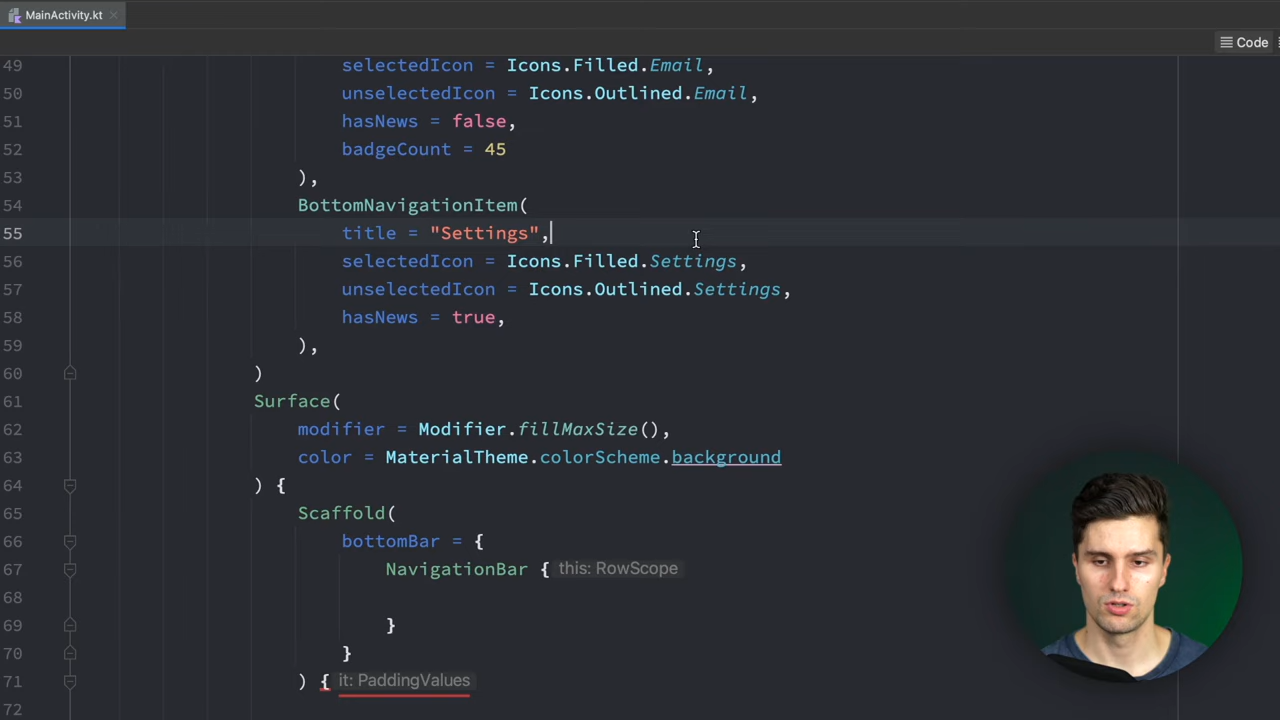 MainActivity.kt
Code
49 selectedIcon = Icons.Filled.Email,
50 unselectedIcon = Icons.Outlined.Email,
51 hasNews = false,
52 badgeCount = 45
53 ),
54 BottomNavigationItem(
55 title = "Settings",
56 selectedIcon = Icons.Filled.Settings,
57 unselectedIcon = Icons.Outlined.Settings,
58 hasNews = true,
59 ),
60 )
61 Surface(
62 modifier = Modifier.fillMaxSize(),
63 color = MaterialTheme.colorScheme.background
64 ) {
65 Scaffold(
66 bottomBar = {
67 NavigationBar { this: RowScope
68
69 }
70 }
71 ) { it: PaddingValues
72